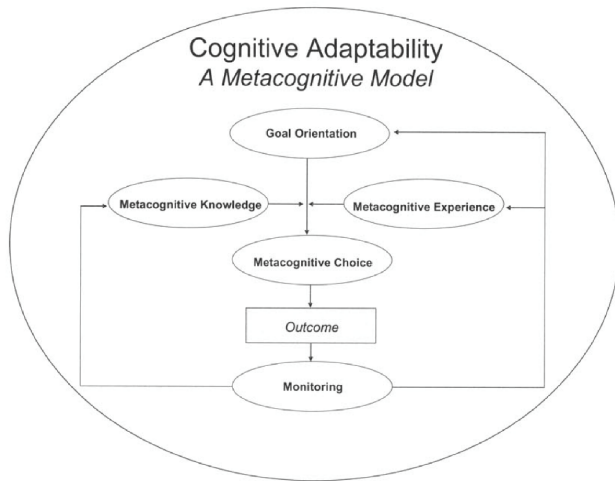 Cognitive Adaptability
A Metacognitive Model
Goal Orientation
Metacognitive Knowledge
Metacognitive Experience
Metacognitive Choice
Outcome
Monitoring